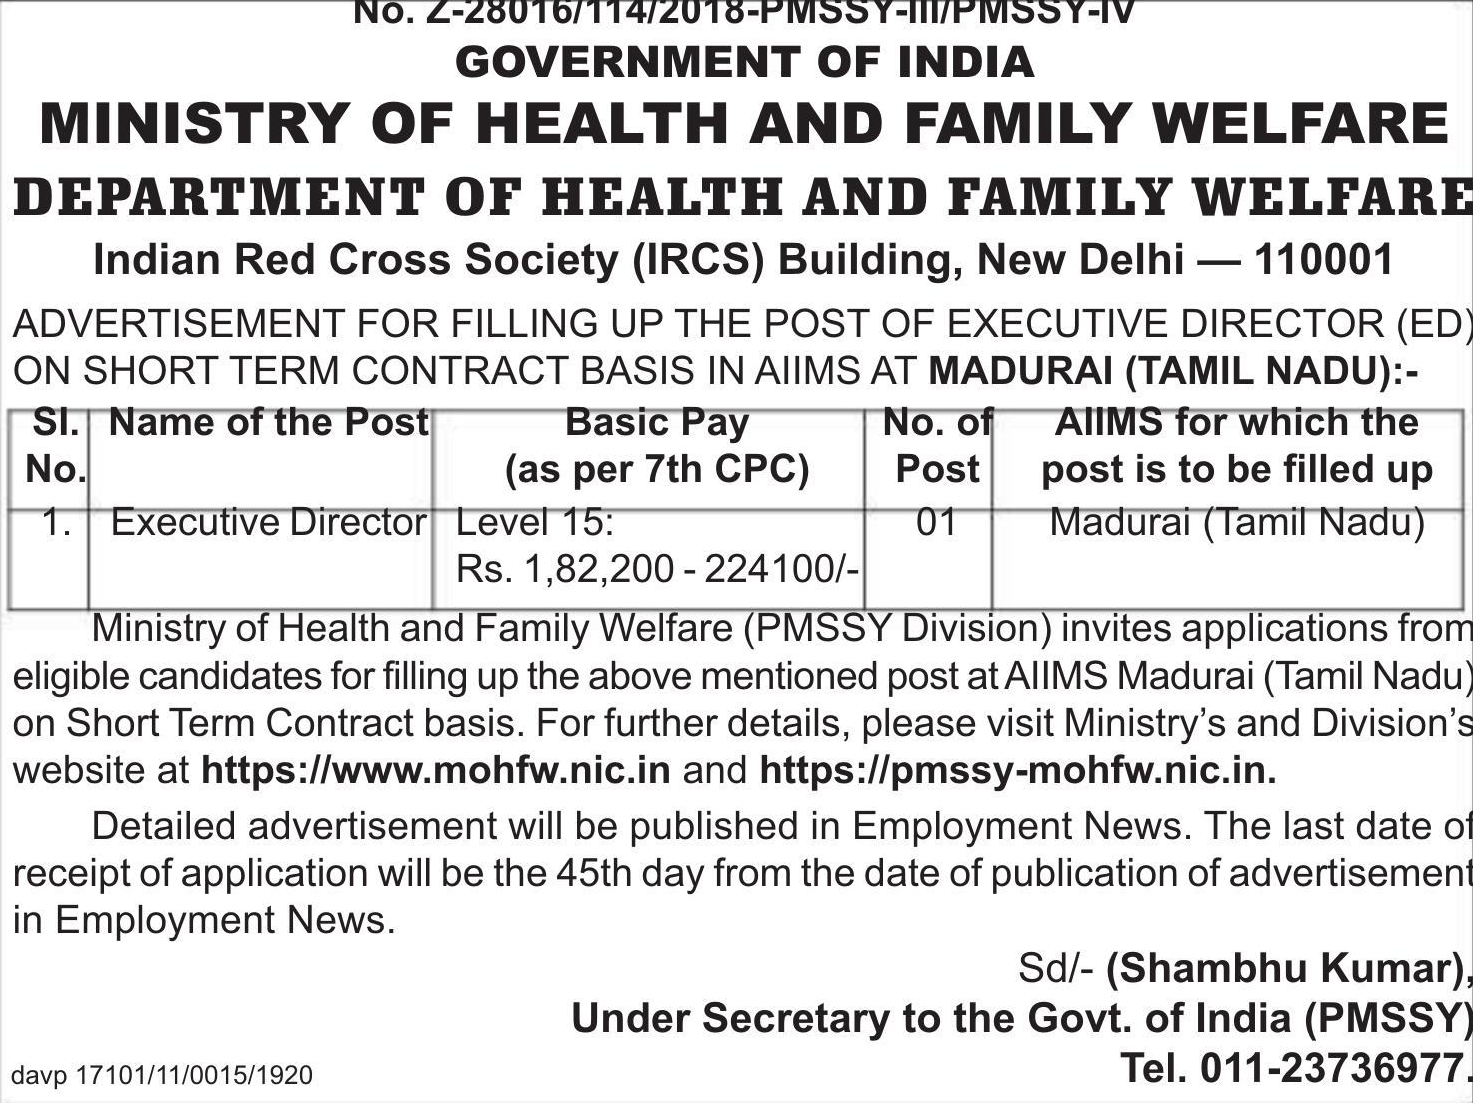 No. Z-28016/114/2018-PMSSY-III/PMSSY-IV
GOVERNMENT OF INDIA
MINISTRY OF HEALTH AND FAMILY WELFARE
DEPARTMENT OF HEALTH AND FAMILY WELFARE
Indian Red Cross Society (IRCS) Building, New Delhi — 110001
ADVERTISEMENT FOR FILLING UP THE POST OF EXECUTIVE DIRECTOR (ED)
ON SHORT TERM CONTRACT BASIS IN AIIMS AT MADURAI (TAMIL NADU):-
Sl. Name of the Post Basic Pay No. of AIIMS for which the
No. (as per 7th CPC) Post post is to be filled up
1. Executive Director Level 15: 01 Madurai (Tamil Nadu)
Rs. 1,82,200 - 224100/-
Ministry of Health and Family Welfare (PMSSY Division) invites applications from
eligible candidates for filling up the above mentioned post at AIIMS Madurai (Tamil Nadu)
on Short Term Contract basis. For further details, please visit Ministry’s and Division’s
website at https://www.mohfw.nic.in and https://pmssy-mohfw.nic.in.
Detailed advertisement will be published in Employment News. The last date of
receipt of application will be the 45th day from the date of publication of advertisement
in Employment News.
Sd/- (Shambhu Kumar),
Under Secretary to the Govt. of India (PMSSY)
Tel. 011-23736977.
davp 17101/11/0015/1920